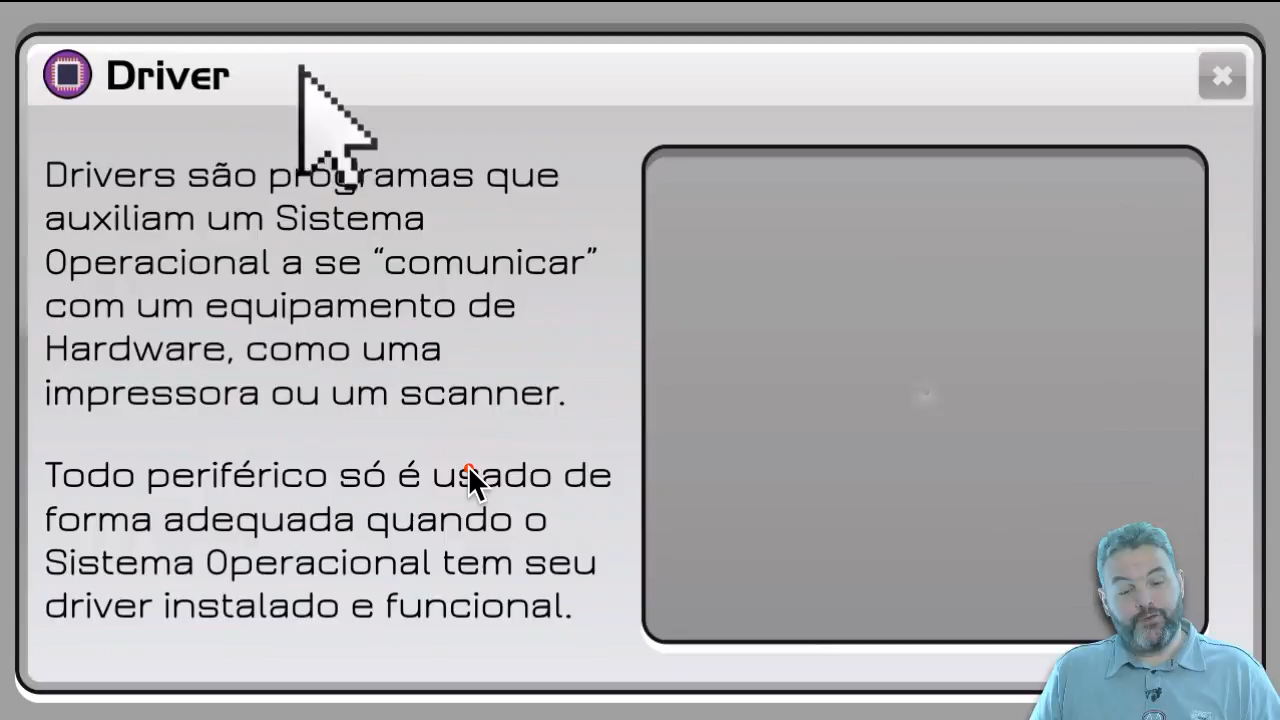 Driver
Drivers são programas que
auxiliam um Sistema
Operacional a se “comunicar”
com um equipamento de
Hardware, como uma
impressora ou um scanner.
Todo periférico só é usado de
forma adequada quando o
Sistema Operacional tem seu
driver instalado e funcional.